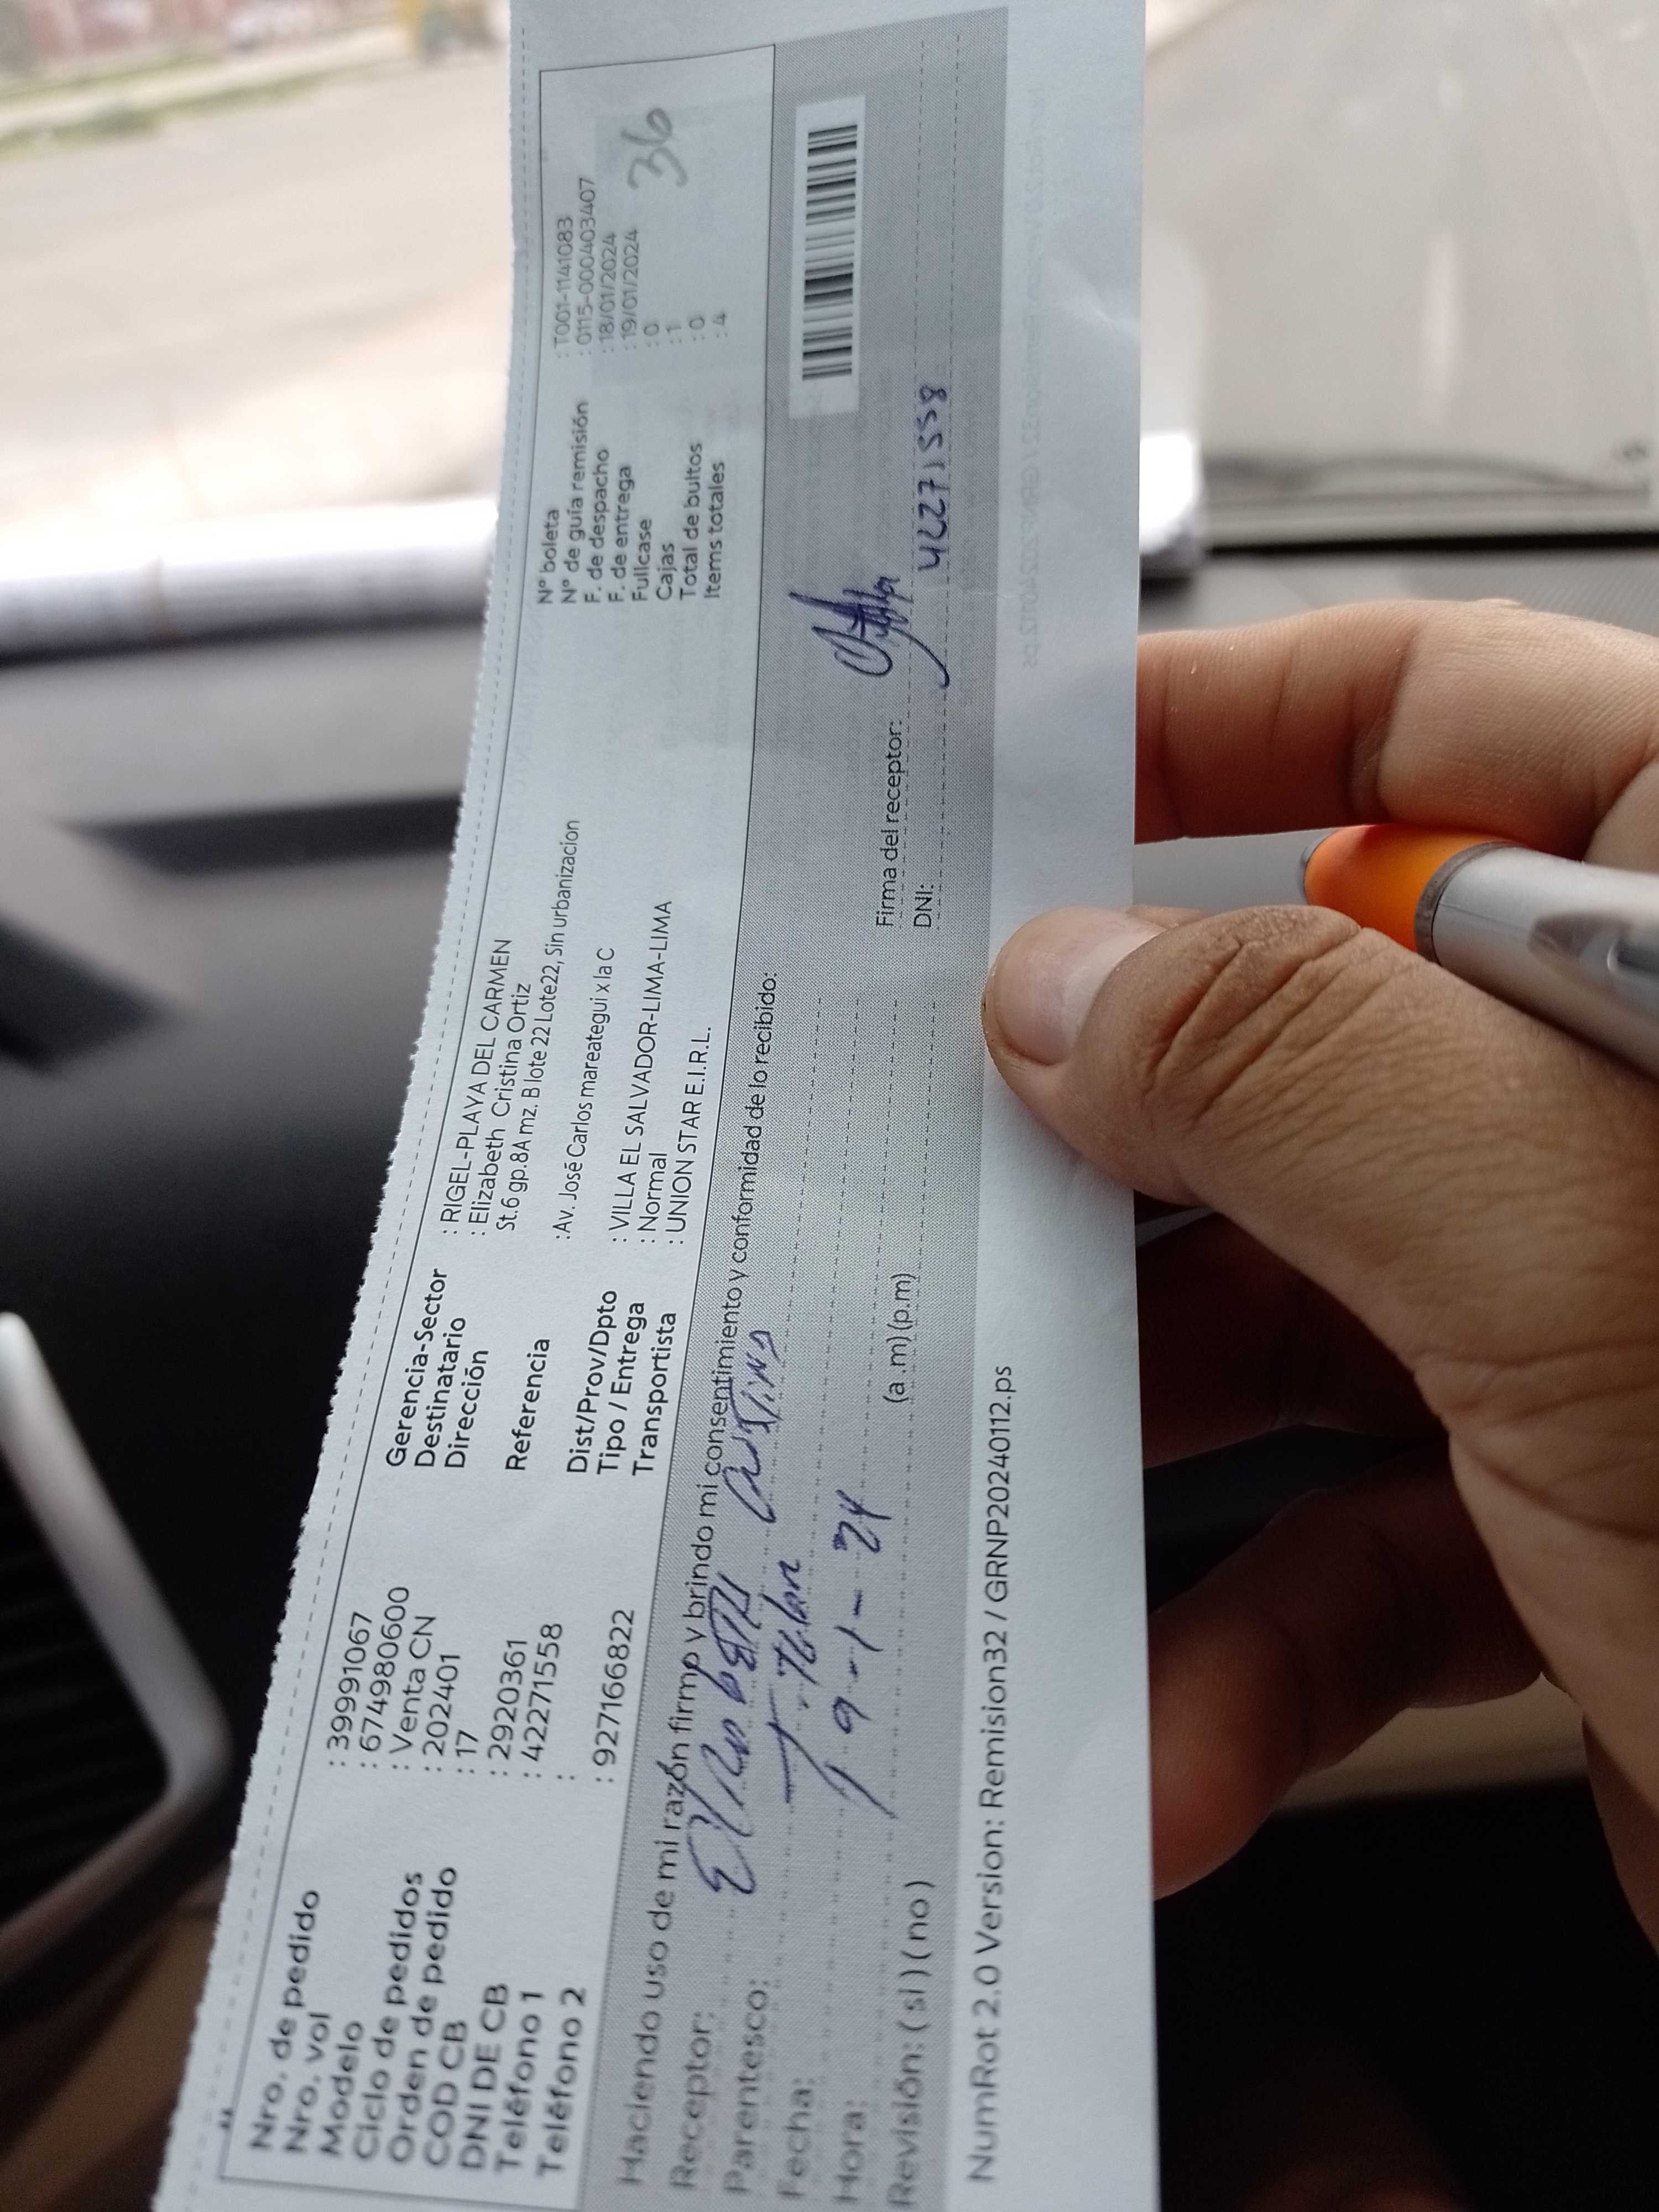 Nro. de pedido : 39991067
Nro. vol : 6749980600
Modelo : Venta CN
Ciclo de pedidos : 202401
Orden de pedido : 17
COD CB : 2920361
DNI DE CB : 42271558
Teléfono 1 :
Teléfono 2 : 927166822
Gerencia-Sector : RIGEL-PLAYA DEL CARMEN
Destinatario : Elizabeth Cristina Ortiz
Dirección St.6 gp.8A mz. B lote 22 Lote22, Sin urbanizacion
Referencia : Av. José Carlos mareategui x la C
Dist/Prov/Dpto : VILLA EL SALVADOR-LIMA-LIMA
Tipo / Entrega : Normal
Transportista : UNION STAR E.I.R.L.
N° boleta : T001-11141083
N° de guía remisión : 0115-000403407
F. de despacho : 18/01/2024
F. de entrega : 19/01/2024
Fullcase : 0
Cajas : 1
Total de bultos : 0
Items totales : 4
36
Haciendo uso de mi razón firmo y brindo mi consentimiento y conformidad de lo recibido:
Receptor:
Parentesco:
Fecha: 19-1-24
Hora: (a.m)(p.m)
Revisión: ( si ) ( no )
Firma del receptor:
DNI: 42271558
NumRot 2.0 Version: Remision32 / GRNP20240112.ps